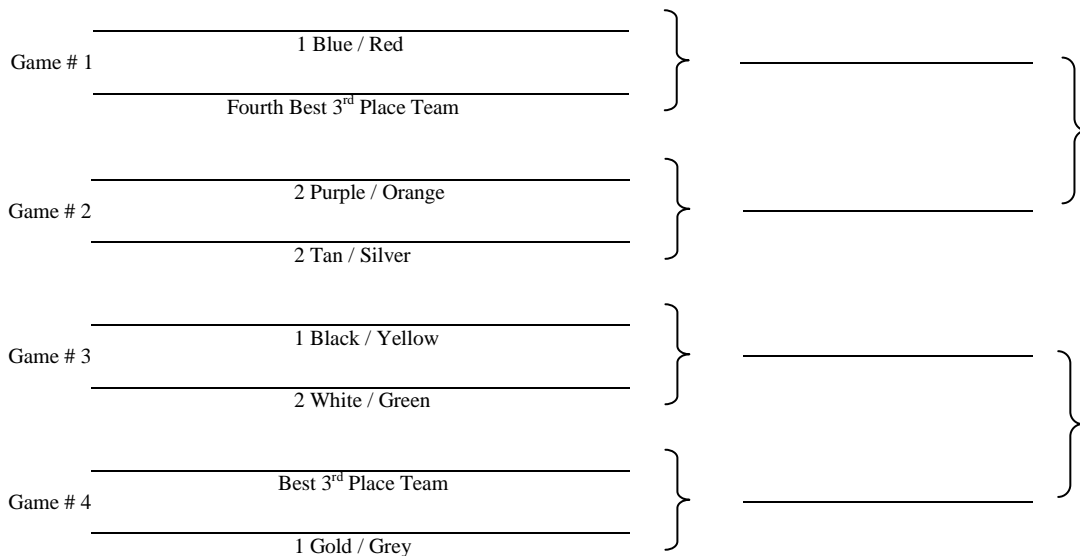 1 Blue / Red
Game # 1
Fourth Best 3rd Place Team
2 Purple / Orange
Game # 2
2 Tan / Silver
1 Black / Yellow
Game # 3
2 White / Green
Best 3rd Place Team
Game # 4
1 Gold / Grey